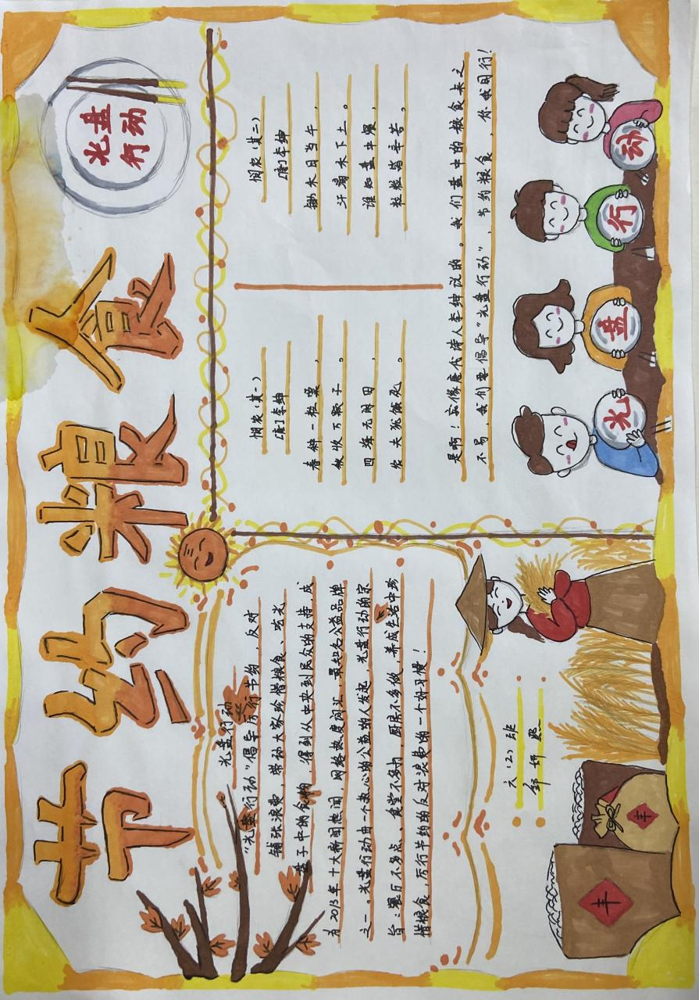 节约粮食
光盘
行动
光盘行动
“光盘行动”倡导厉行节约，反对
铺张浪费，带动大家珍惜粮食、吃光
盘子中的食物，得到从中央到民众的支持，成
为2013年十大新闻热词、网络热度词汇，最知名公益品牌
之一。光盘行动由一个热心的公益的人发起，光盘行动的宗
旨：餐厅不多点、食堂不多打、厨房不多做，养成生活中珍
惜粮食、厉行节约的反对浪费的一个好习惯！
六（2）班
邹妍
丰
丰
悯农（其一）
[唐]李绅
春种一粒粟，
秋收万颗子。
四海无闲田，
农夫犹饿死。
悯农（其二）
[唐]李绅
锄禾日当午，
汗滴禾下土。
谁知盘中餐，
粒粒皆辛苦。
是啊！就像唐代诗人李绅说的。我们盘中的粮食来之
不易，我们要倡导“光盘行动”，节约粮食，你我同行！
光盘行动